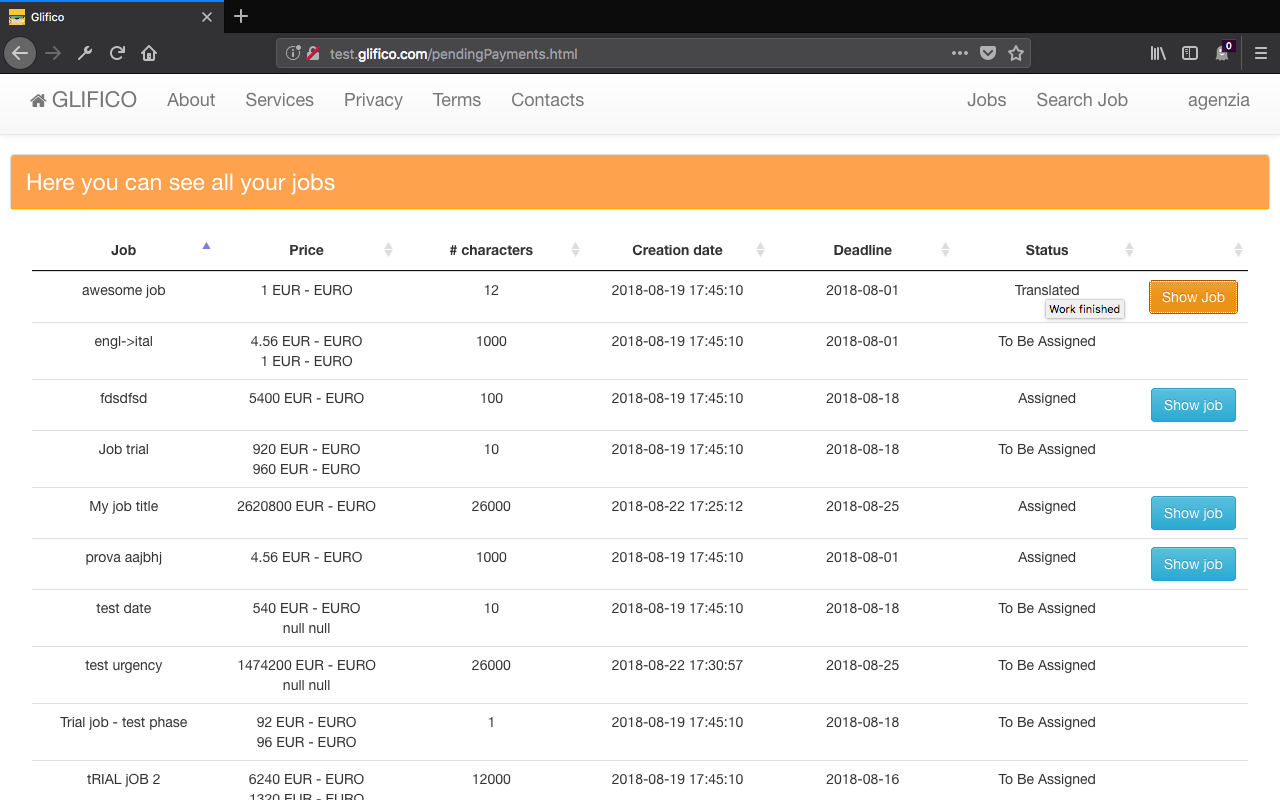 Glifico
test.glifico.com/pendingPayments.html
0
GLIFICO About Services Privacy Terms Contacts Jobs Search Job agenzia
Here you can see all your jobs
Job Price # characters Creation date Deadline Status
awesome job 1 EUR - EURO 12 2018-08-19 17:45:10 2018-08-01 Translated Show Job
Work finished
engl->ital 4.56 EUR - EURO 1000 2018-08-19 17:45:10 2018-08-01 To Be Assigned
1 EUR - EURO
fdsdfsd 5400 EUR - EURO 100 2018-08-19 17:45:10 2018-08-18 Assigned Show job
Job trial 920 EUR - EURO 10 2018-08-19 17:45:10 2018-08-18 To Be Assigned
960 EUR - EURO
My job title 2620800 EUR - EURO 26000 2018-08-22 17:25:12 2018-08-25 Assigned Show job
prova aajbhj 4.56 EUR - EURO 1000 2018-08-19 17:45:10 2018-08-01 Assigned Show job
test date 540 EUR - EURO 10 2018-08-19 17:45:10 2018-08-18 To Be Assigned
null null
test urgency 1474200 EUR - EURO 26000 2018-08-22 17:30:57 2018-08-25 To Be Assigned
null null
Trial job - test phase 92 EUR - EURO 1 2018-08-19 17:45:10 2018-08-18 To Be Assigned
96 EUR - EURO
tRIAL jOB 2 6240 EUR - EURO 12000 2018-08-19 17:45:10 2018-08-16 To Be Assigned
1320 EUR - EURO